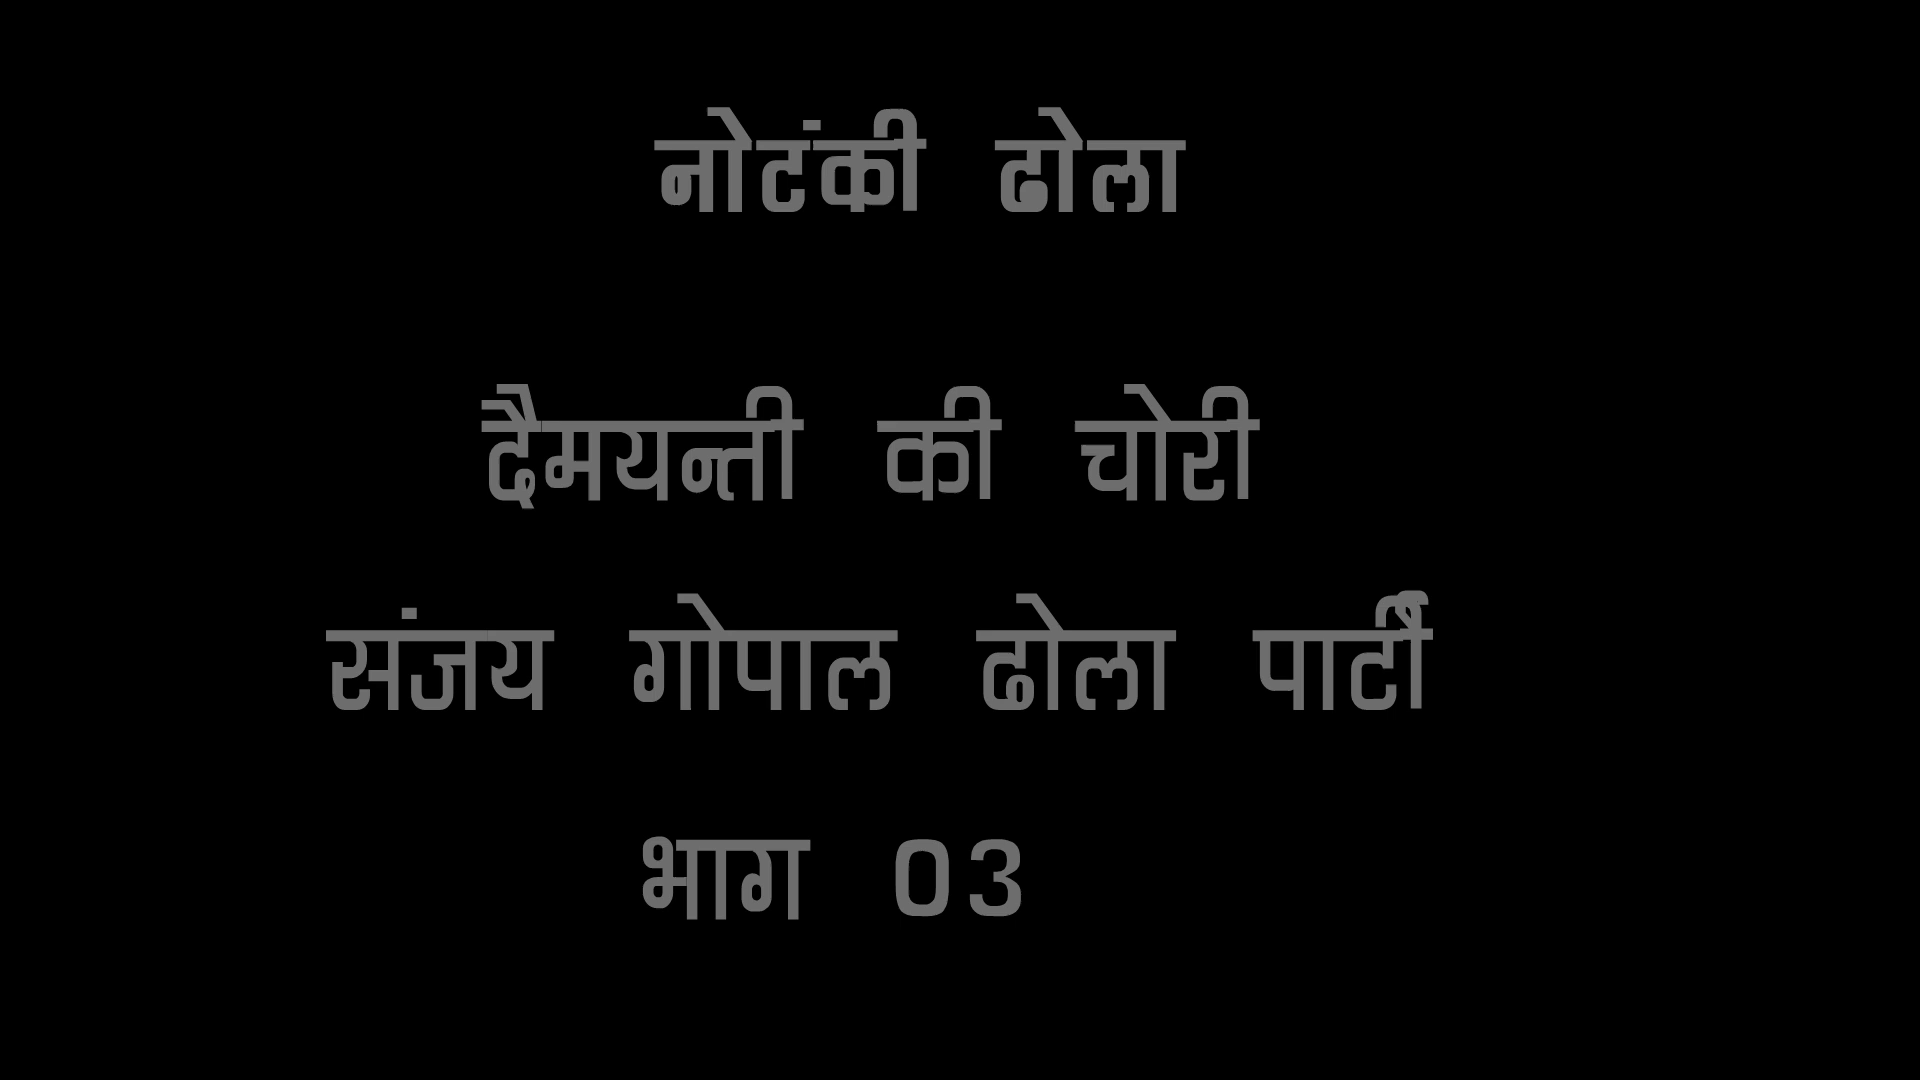 नोटंकी ढोला
दैमयन्ती की चोरी
संजय गोपाल ढोला पार्टी
भाग 03